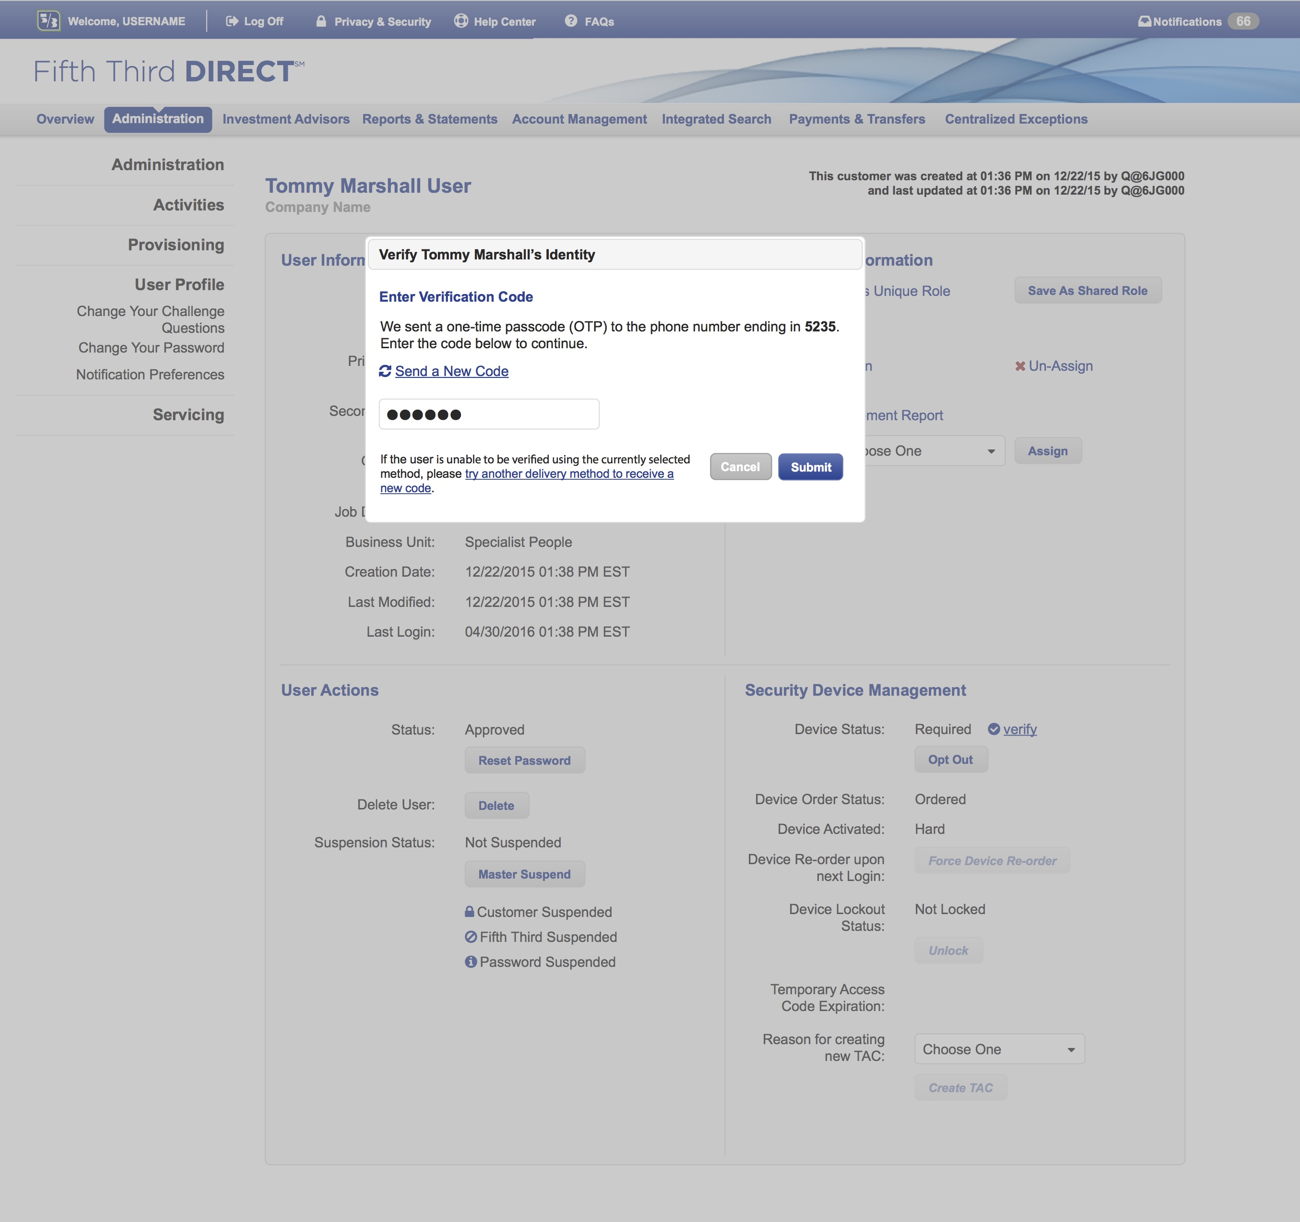 Welcome, USERNAME
Log Off
Privacy & Security
Help Center
FAQs
Notifications 66
Fifth Third DIRECT℠
Overview
Administration
Investment Advisors
Reports & Statements
Account Management
Integrated Search
Payments & Transfers
Centralized Exceptions
Administration
Activities
Provisioning
User Profile
Change Your Challenge
Questions
Change Your Password
Notification Preferences
Servicing
Tommy Marshall User
Company Name
This customer was created at 01:36 PM on 12/22/15 by Q@6JG000
and last updated at 01:36 PM on 12/22/15 by Q@6JG000
User Inform
ormation
s Unique Role
Save As Shared Role
Pri
n
Un-Assign
Secon
ment Report
ose One
Assign
Job D
Verify Tommy Marshall's Identity
Enter Verification Code
We sent a one-time passcode (OTP) to the phone number ending in 5235.
Enter the code below to continue.
Send a New Code
●●●●●●
If the user is unable to be verified using the currently selected
method, please try another delivery method to receive a
new code.
Cancel
Submit
Business Unit: Specialist People
Creation Date: 12/22/2015 01:38 PM EST
Last Modified: 12/22/2015 01:38 PM EST
Last Login: 04/30/2016 01:38 PM EST
User Actions
Status: Approved
Reset Password
Delete User: Delete
Suspension Status: Not Suspended
Master Suspend
Customer Suspended
Fifth Third Suspended
Password Suspended
Security Device Management
Device Status: Required verify
Opt Out
Device Order Status: Ordered
Device Activated: Hard
Device Re-order upon
next Login:
Force Device Re-order
Device Lockout
Status:
Not Locked
Unlock
Temporary Access
Code Expiration:
Reason for creating
new TAC:
Choose One
Create TAC